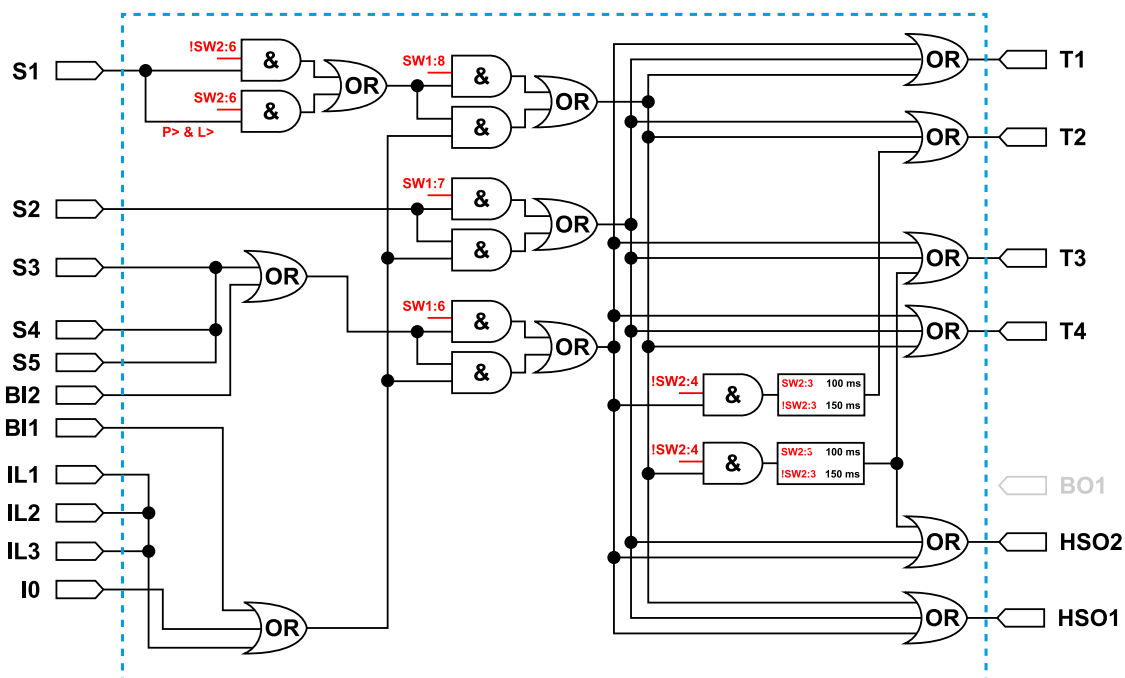 !SW2:6
S1
&
SW2:6
&
P> & L>
OR
SW1:8
&
&
OR
OR
T1
OR
T2
S2
SW1:7
&
&
OR
S3
OR
OR
T3
S4
S5
SW1:6
&
&
OR
OR
T4
BI2
BI1
!SW2:4
&
SW2:3 100 ms
!SW2:3 150 ms
!SW2:4
&
SW2:3 100 ms
!SW2:3 150 ms
IL1
IL2
IL3
I0
OR
BO1
OR
HSO2
OR
HSO1